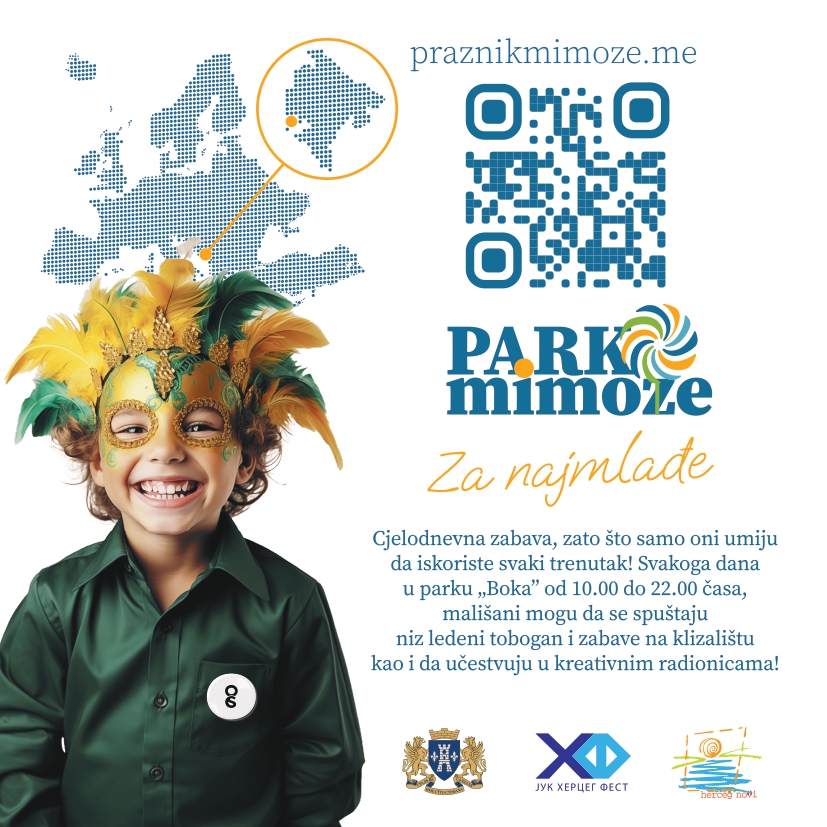 praznikmimoze.me
PARK
mimoze
Za najmlađe
Cjelodnevna zabava, zato što samo oni umiju
da iskoriste svaki trenutak! Svakoga dana
u parku „Boka” od 10.00 do 22.00 časa,
mališani mogu da se spuštaju
niz ledeni tobogan i zabave na klizalištu
kao i da učestvuju u kreativnim radionicama!
ХФ
ЈУК ХЕРЦЕГ ФЕСТ
herceg novi